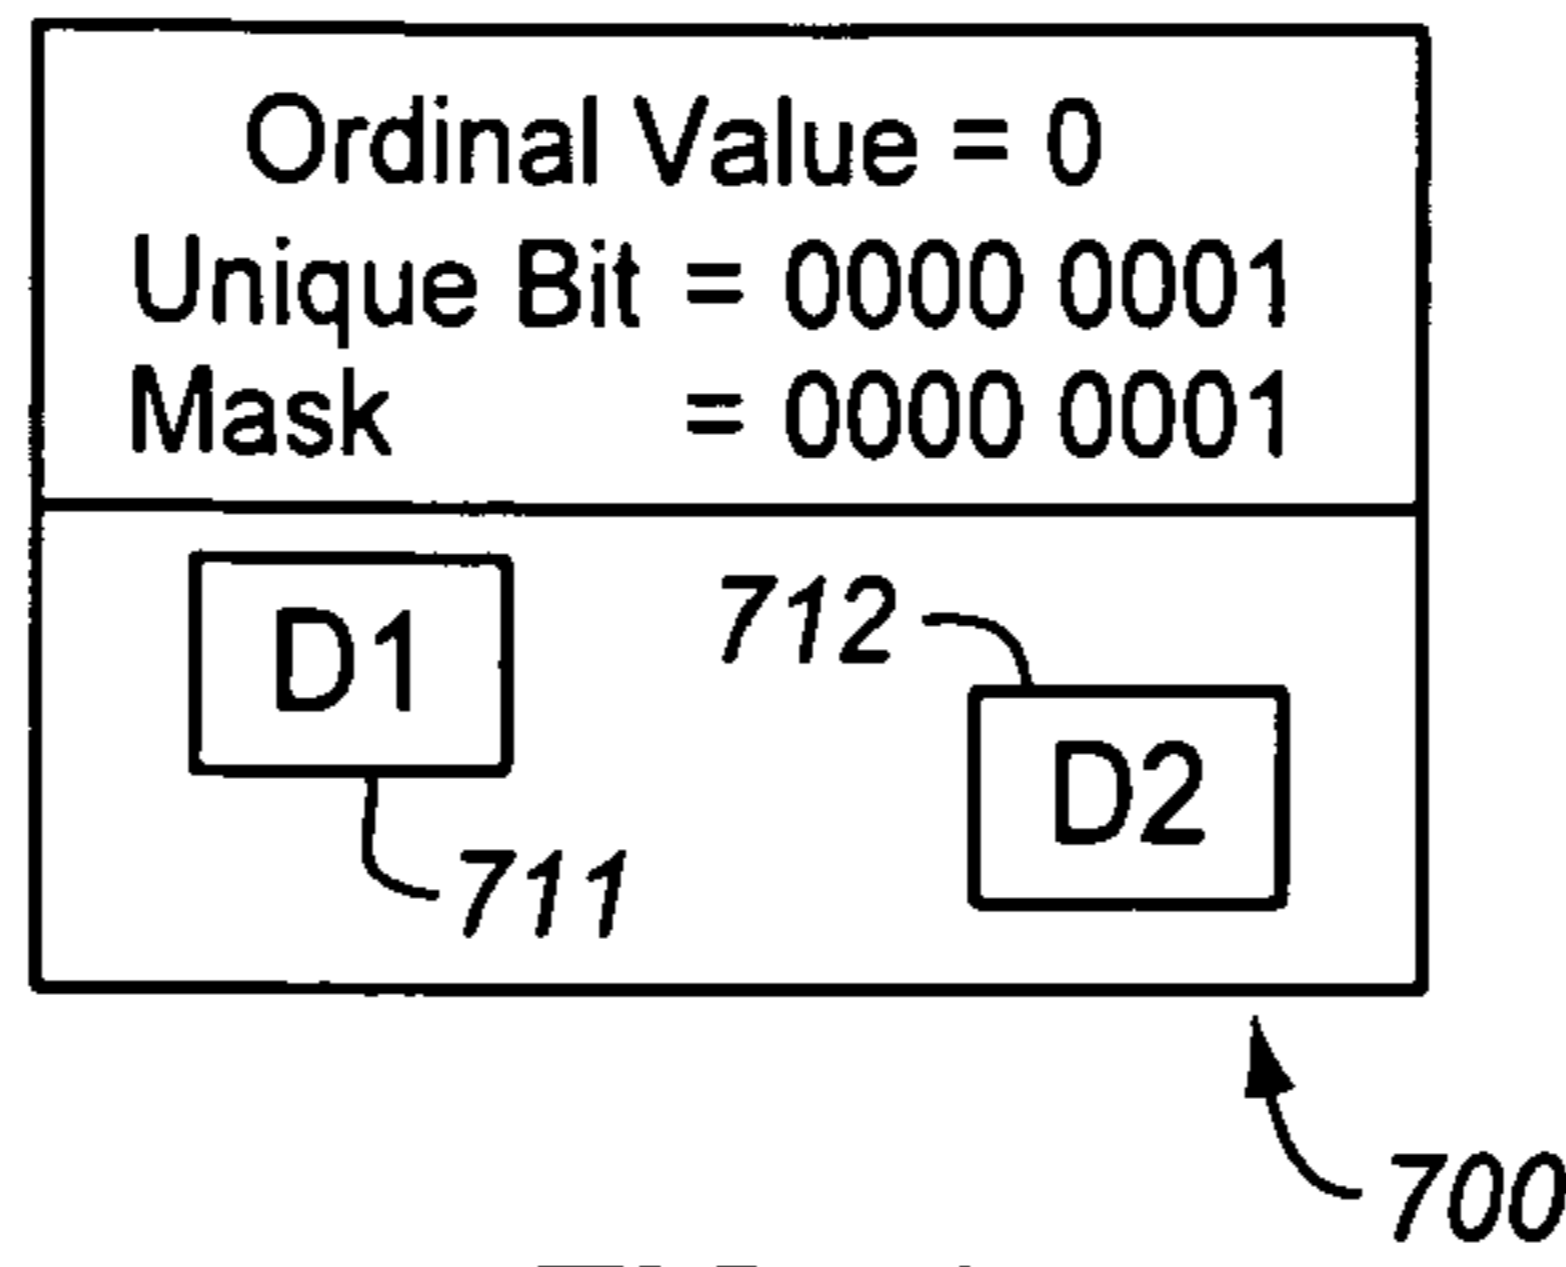 Ordinal Value = 0
Unique Bit = 0000 0001
Mask = 0000 0001
D1
712
D2
711
700